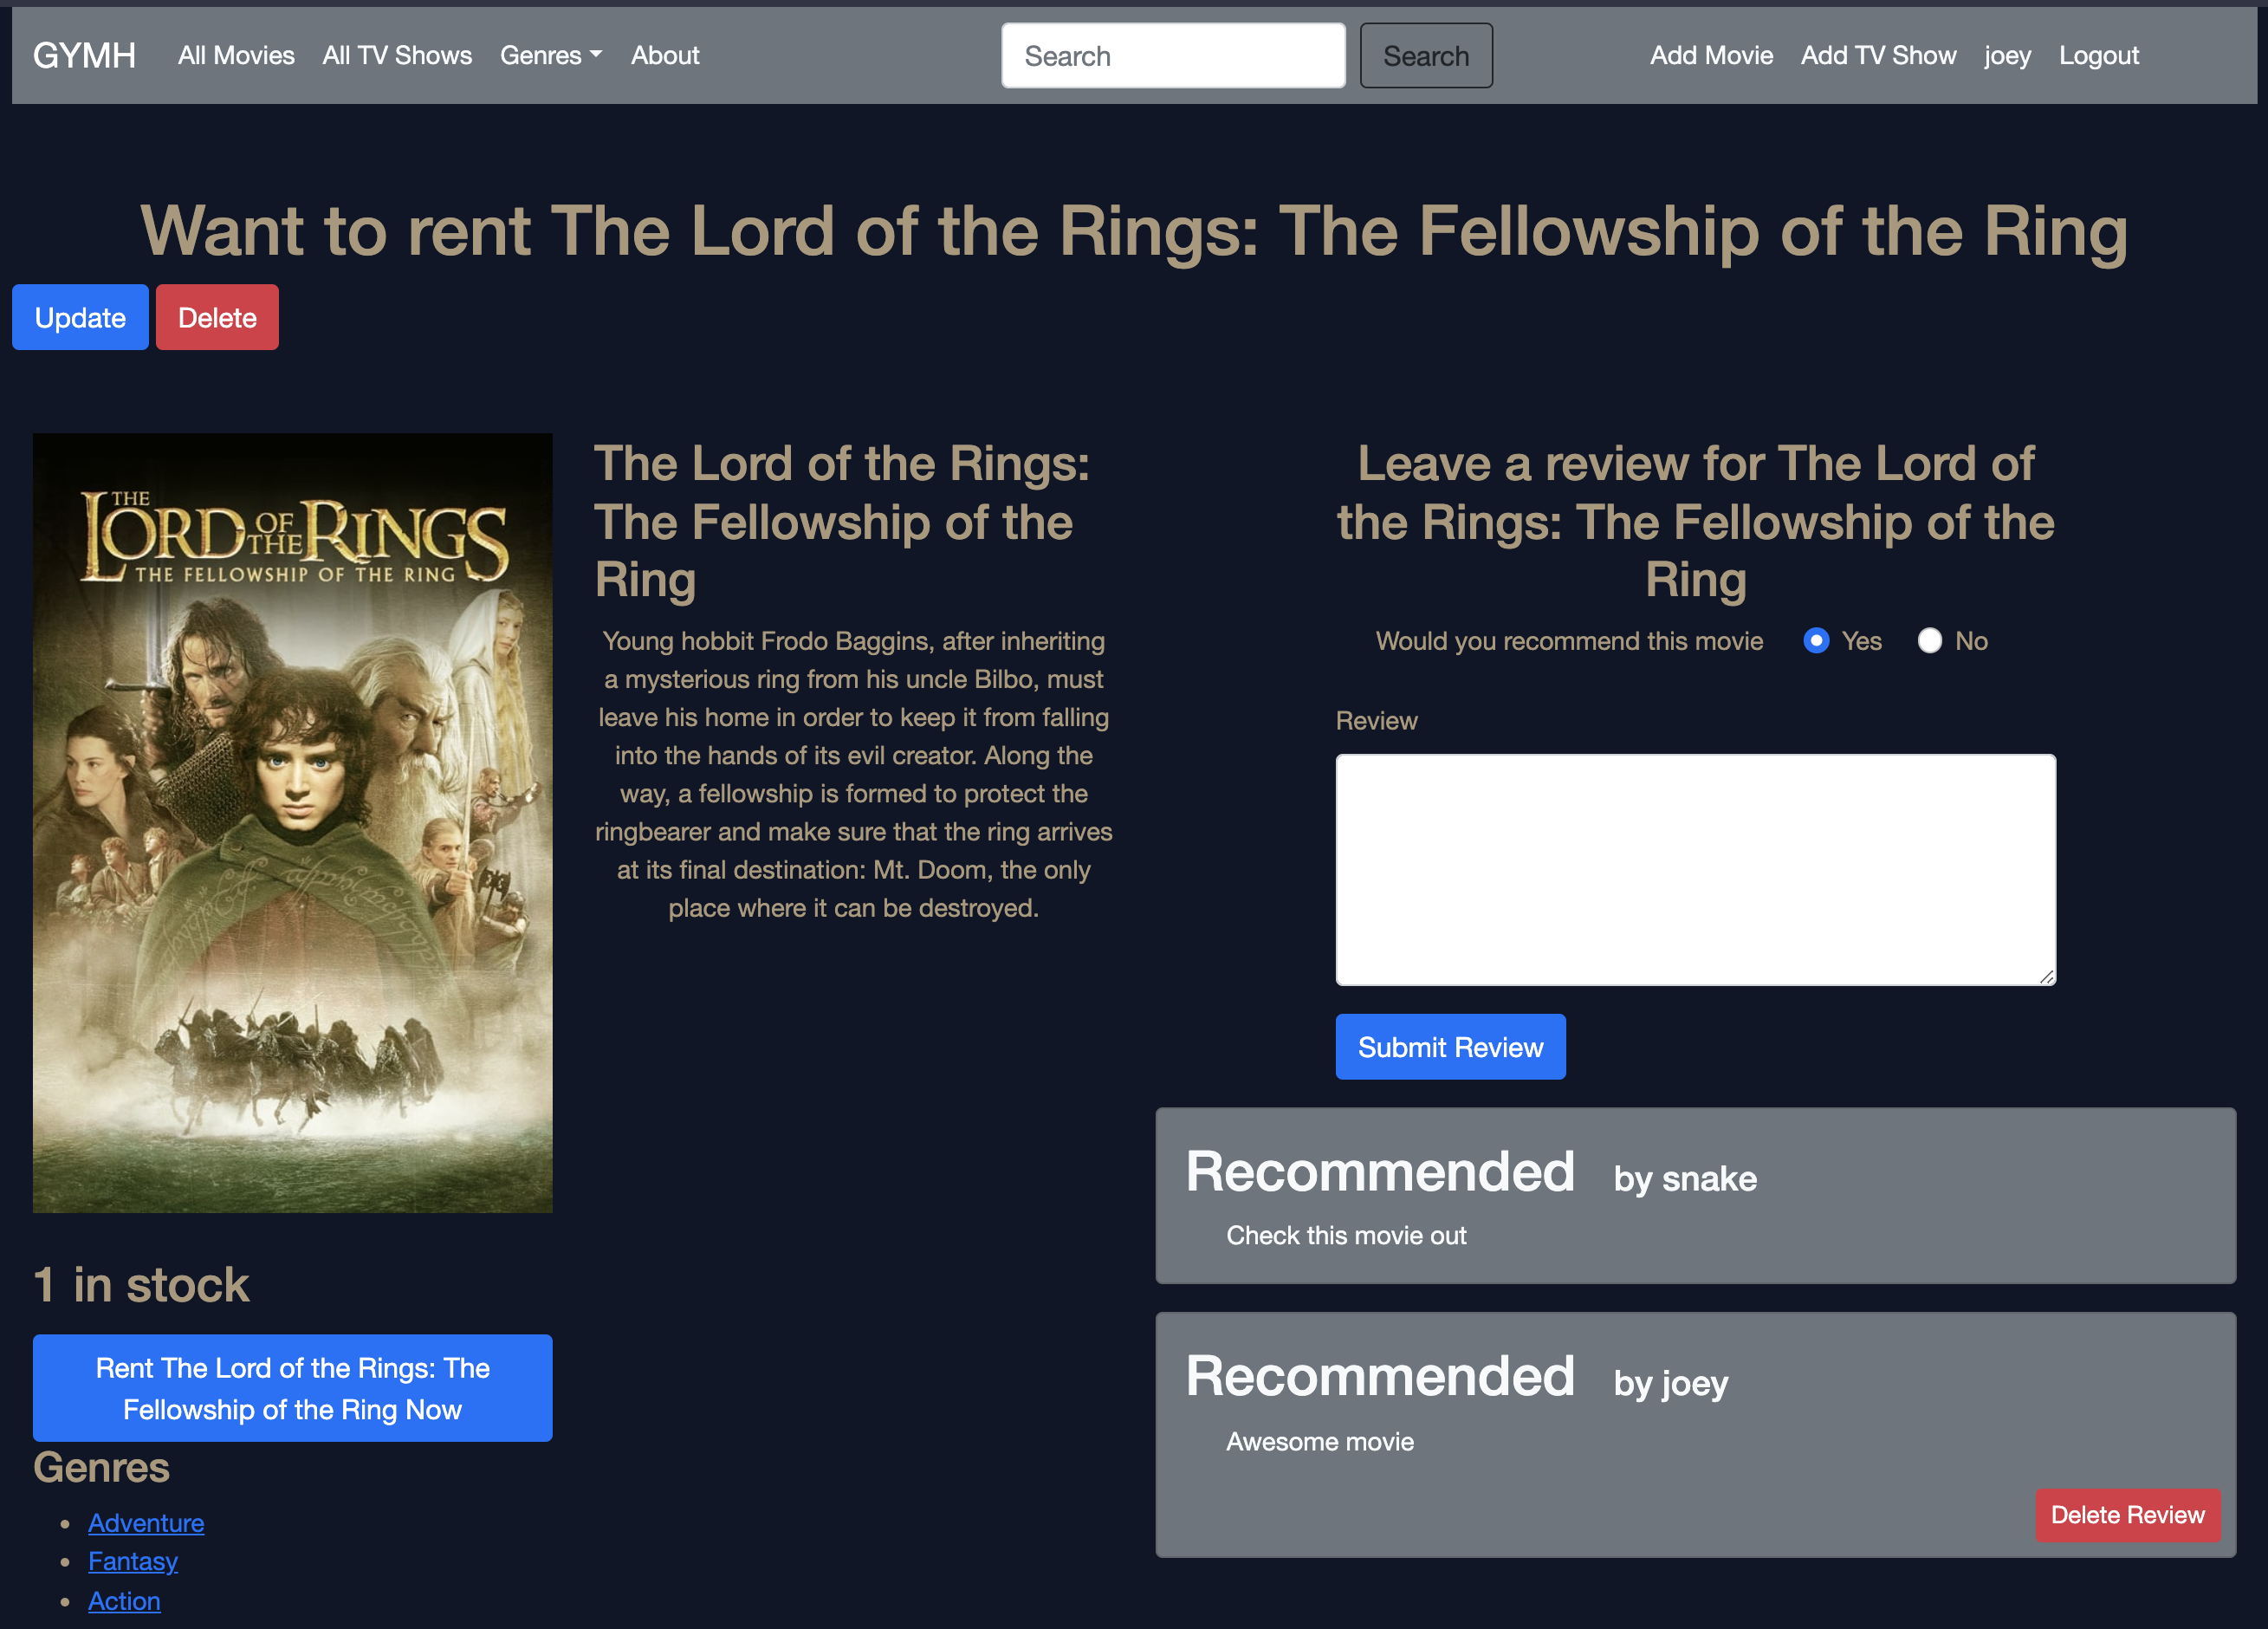 GYMH All Movies All TV Shows Genres About Search Search Add Movie Add TV Show joey Logout
Want to rent The Lord of the Rings: The Fellowship of the Ring
Update Delete
THE
LORD OF THE RINGS
THE FELLOWSHIP OF THE RING
1 in stock
Rent The Lord of the Rings: The
Fellowship of the Ring Now
Genres
Adventure
Fantasy
Action
The Lord of the Rings:
The Fellowship of the
Ring
Young hobbit Frodo Baggins, after inheriting
a mysterious ring from his uncle Bilbo, must
leave his home in order to keep it from falling
into the hands of its evil creator. Along the
way, a fellowship is formed to protect the
ringbearer and make sure that the ring arrives
at its final destination: Mt. Doom, the only
place where it can be destroyed.
Leave a review for The Lord of
the Rings: The Fellowship of the
Ring
Would you recommend this movie Yes No
Review
Submit Review
Recommended by snake
Check this movie out
Recommended by joey
Awesome movie
Delete Review